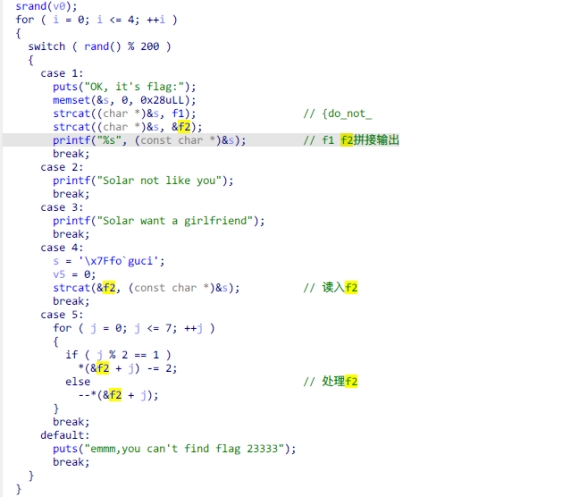 srand(v0);
for ( i = 0; i <= 4; ++i )
{
switch ( rand() % 200 )
{
case 1:
puts("OK, it's flag:");
memset(&s, 0, 0x28uLL);
strcat((char *)&s, f1); // {do_not_
strcat((char *)&s, &f2);
printf("%s", (const char *)&s); // f1 f2拼接输出
break;
case 2:
printf("Solar not like you");
break;
case 3:
printf("Solar want a girlfriend");
break;
case 4:
s = '\x7Ffo`guci';
v5 = 0;
strcat(&f2, (const char *)&s); // 读入f2
break;
case 5:
for ( j = 0; j <= 7; ++j )
{
if ( j % 2 == 1 )
*(&f2 + j) -= 2;
else // 处理f2
--*(&f2 + j);
}
break;
default:
puts("emmm,you can't find flag 23333");
break;
}
}